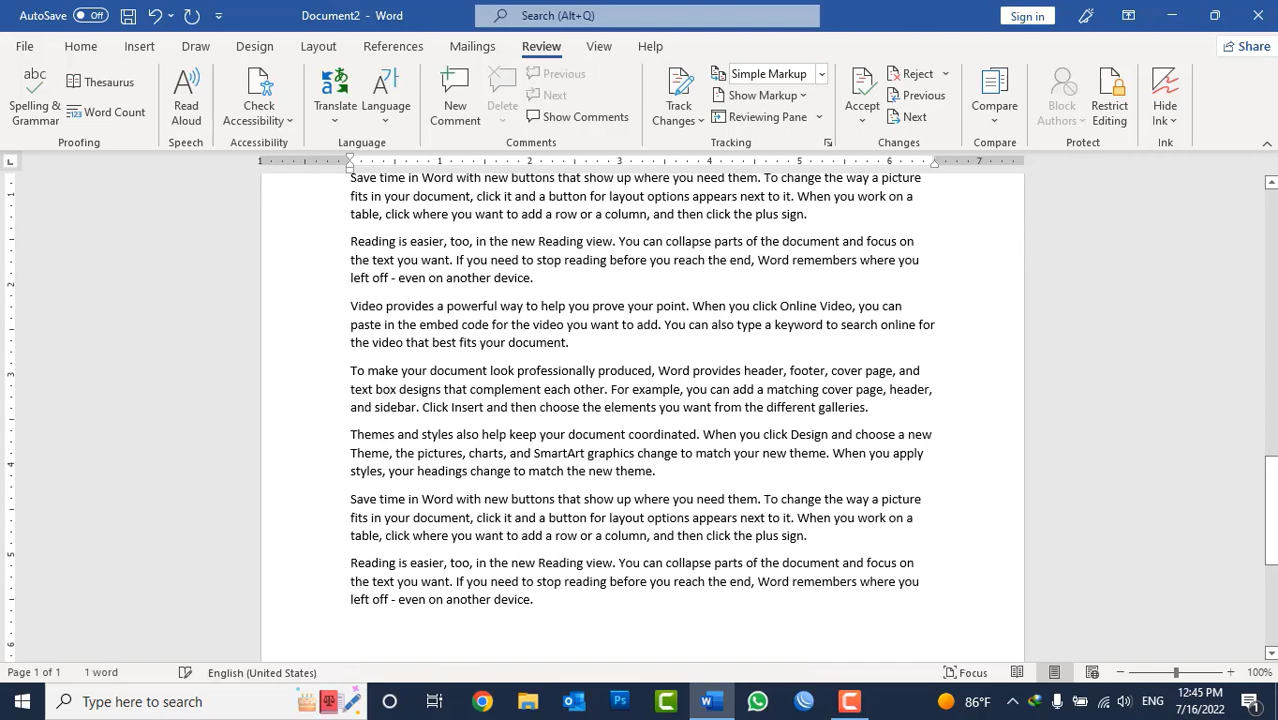 AutoSave Off Document2 - Word Search (Alt+Q) Sign in
File Home Insert Draw Design Layout References Mailings Review View Help Share
abc
Spelling & Grammar
Thesaurus
Word Count
Proofing
Read Aloud
Speech
Check Accessibility
Accessibility
Translate
Language
Language
New Comment
Delete
Previous
Next
Show Comments
Comments
Track Changes
Simple Markup
Show Markup
Reviewing Pane
Tracking
Accept
Reject
Previous
Next
Changes
Compare
Compare
Block Authors
Restrict Editing
Protect
Hide Ink
Ink
1 1 2 3 4 5 6 7
1
2
3
4
5
6
Save time in Word with new buttons that show up where you need them. To change the way a picture
fits in your document, click it and a button for layout options appears next to it. When you work on a
table, click where you want to add a row or a column, and then click the plus sign.
Reading is easier, too, in the new Reading view. You can collapse parts of the document and focus on
the text you want. If you need to stop reading before you reach the end, Word remembers where you
left off - even on another device.
Video provides a powerful way to help you prove your point. When you click Online Video, you can
paste in the embed code for the video you want to add. You can also type a keyword to search online for
the video that best fits your document.
To make your document look professionally produced, Word provides header, footer, cover page, and
text box designs that complement each other. For example, you can add a matching cover page, header,
and sidebar. Click Insert and then choose the elements you want from the different galleries.
Themes and styles also help keep your document coordinated. When you click Design and choose a new
Theme, the pictures, charts, and SmartArt graphics change to match your new theme. When you apply
styles, your headings change to match the new theme.
Save time in Word with new buttons that show up where you need them. To change the way a picture
fits in your document, click it and a button for layout options appears next to it. When you work on a
table, click where you want to add a row or a column, and then click the plus sign.
Reading is easier, too, in the new Reading view. You can collapse parts of the document and focus on
the text you want. If you need to stop reading before you reach the end, Word remembers where you
left off - even on another device.
Page 1 of 1 1 word English (United States) Focus 100%
Type here to search 86°F ENG 12:45 PM
7/16/2022